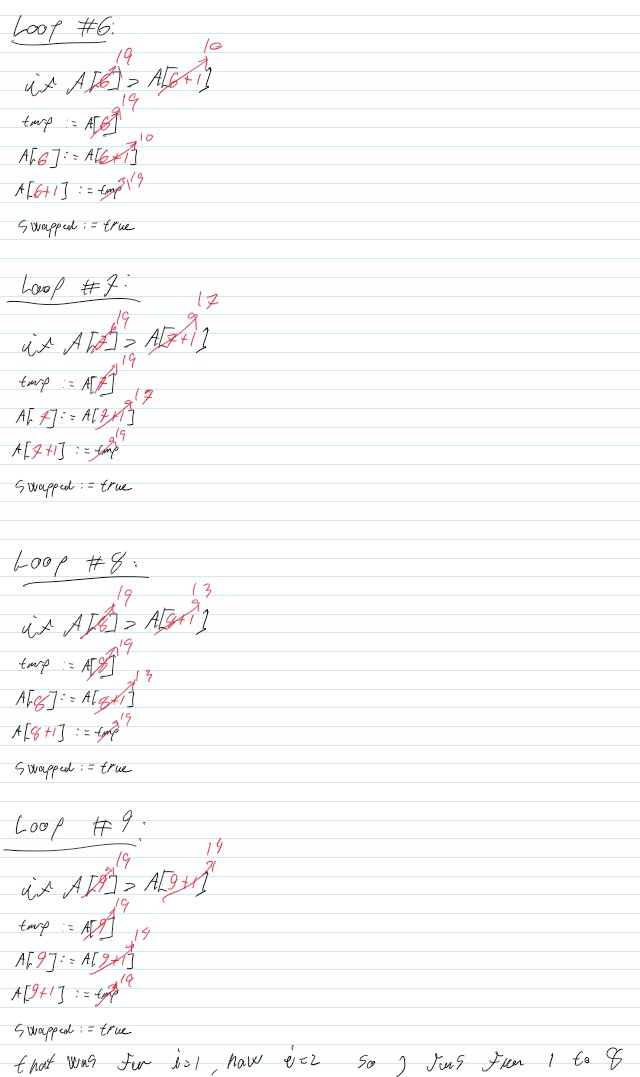 Loop #6:
19 10
if A[6] > A[6+1]
19
tmp := A[6]
10
A[6] := A[6+1]
19
A[6+1] := tmp
swapped := true
Loop #7:
19 17
if A[7] > A[7+1]
19
tmp := A[7]
17
A[7] := A[7+1]
19
A[7+1] := tmp
swapped := true
Loop #8:
19 13
if A[8] > A[8+1]
19
tmp := A[8]
13
A[8] := A[8+1]
19
A[8+1] := tmp
swapped := true
Loop #9:
19 14
if A[9] > A[9+1]
19
tmp := A[9]
14
A[9] := A[9+1]
19
A[9+1] := tmp
swapped := true
that was for i=1, now i=2 so j runs from 1 to 8